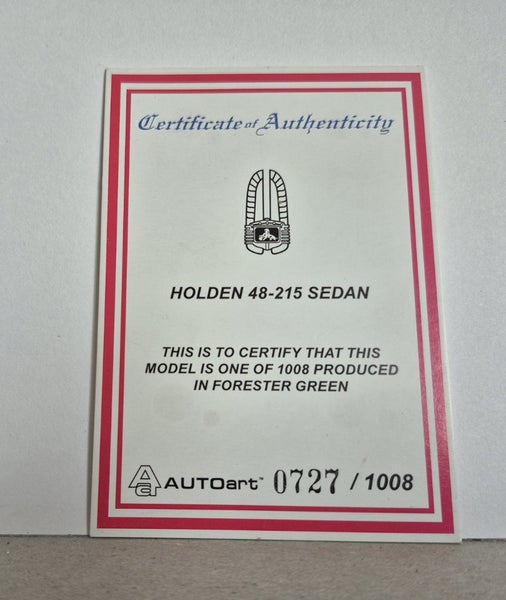 Certificate of Authenticity
HOLDEN 48-215 SEDAN
THIS IS TO CERTIFY THAT THIS
MODEL IS ONE OF 1008 PRODUCED
IN FORESTER GREEN
AUTOart™ 0727 / 1008